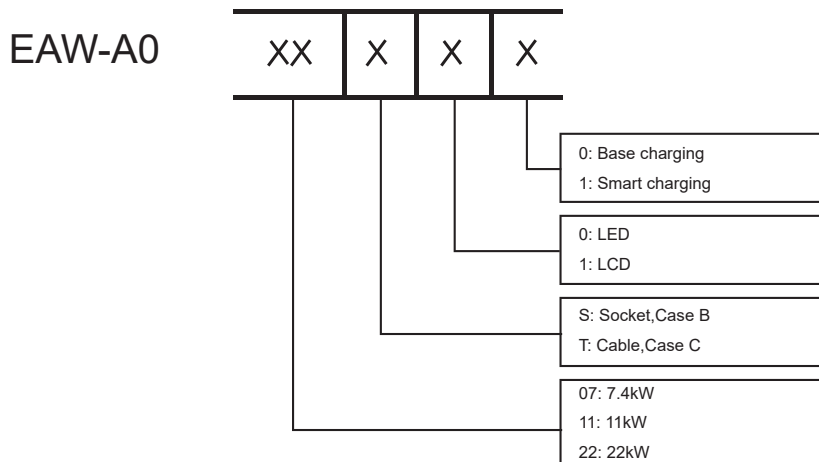 EAW-A0 XX X X X
0: Base charging
1: Smart charging
0: LED
1: LCD
S: Socket,Case B
T: Cable,Case C
07: 7.4kW
11: 11kW
22: 22kW